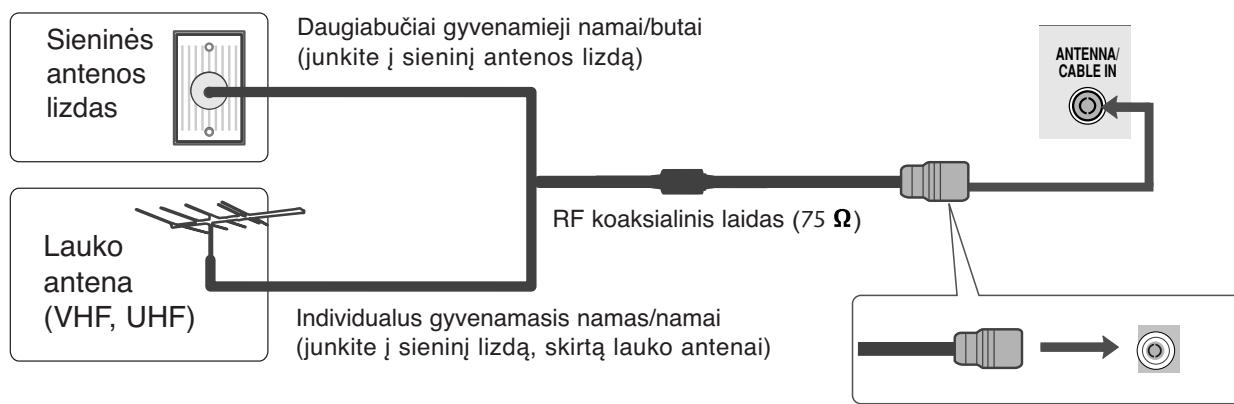 Sieninės
antenos
lizdas
Daugiabučiai gyvenamieji namai/butai
(junkite į sieninį antenos lizdą)
ANTENNA/
CABLE IN
RF koaksialinis laidas (75 Ω)
Lauko
antena
(VHF, UHF)
Individualus gyvenamasis namas/namai
(junkite į sieninį lizdą, skirtą lauko antenai)